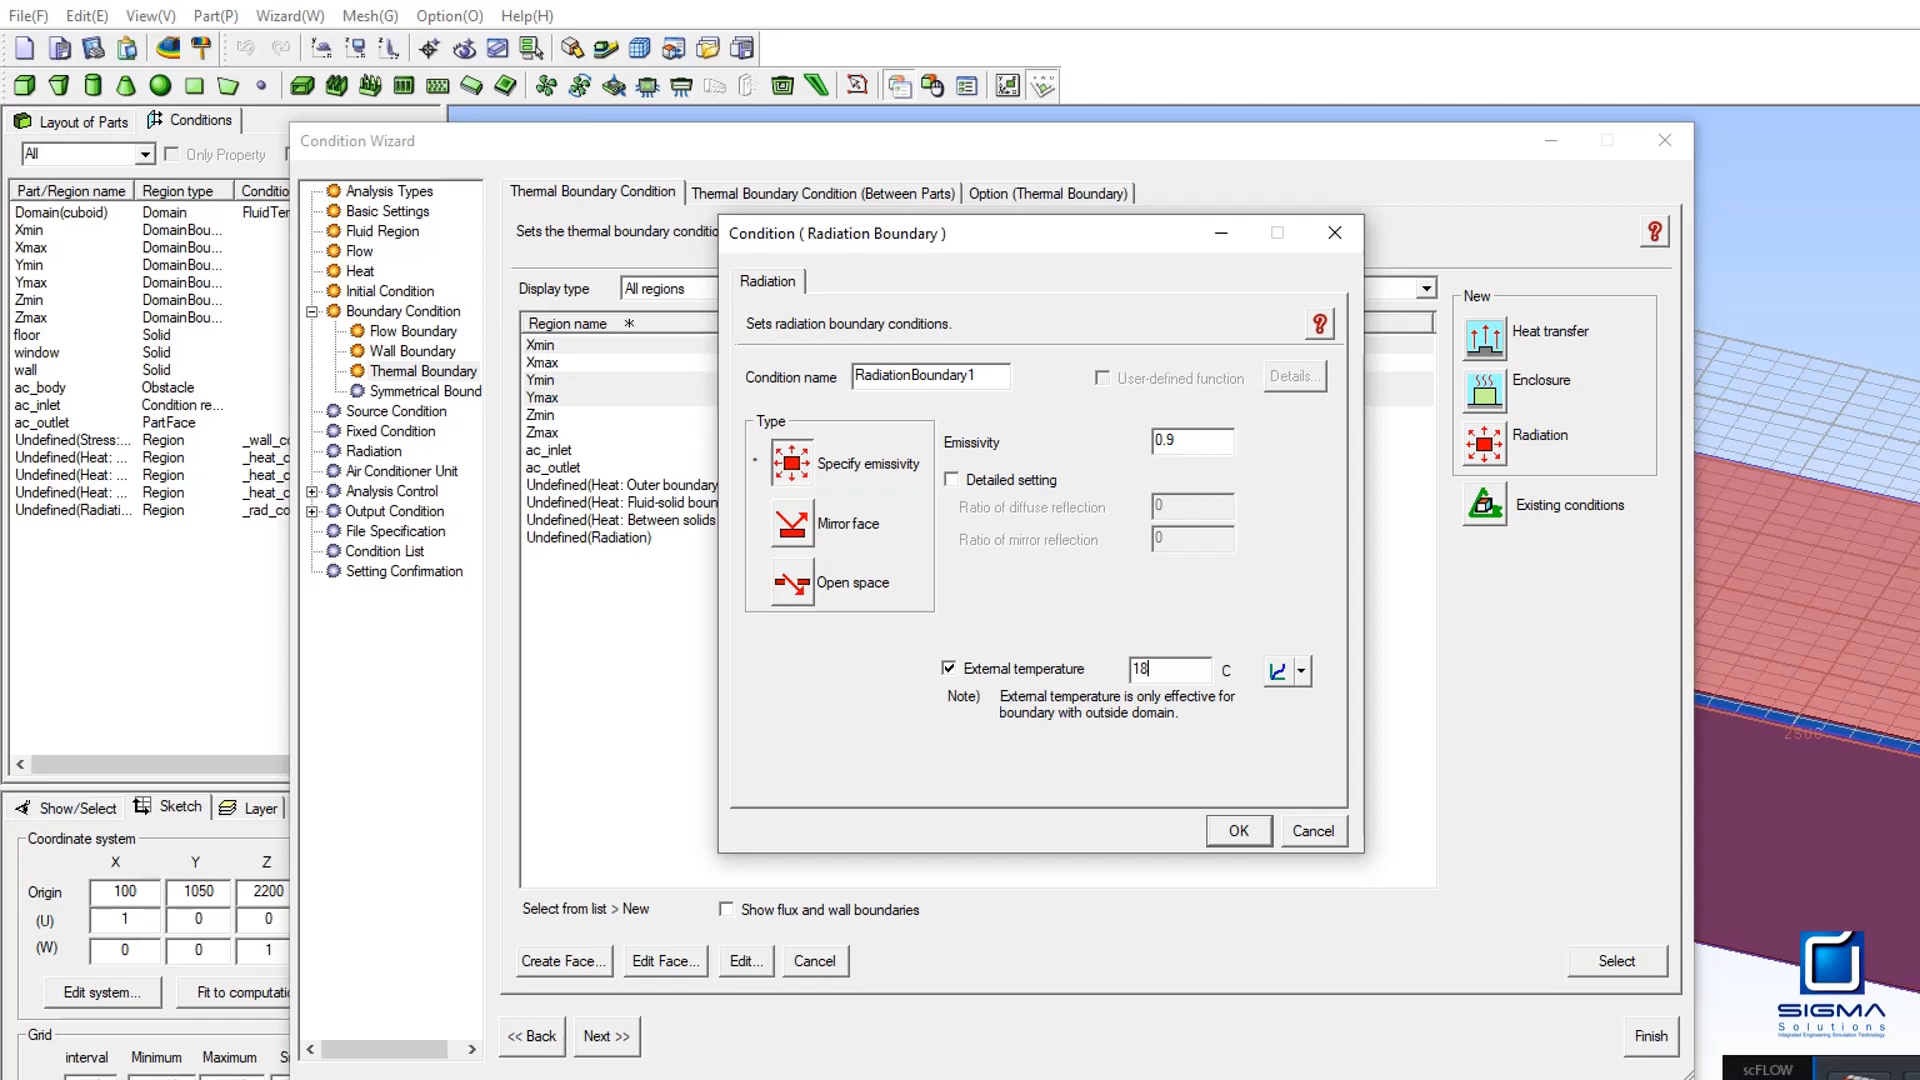 File(F) Edit(E) View(V) Part(P) Wizard(W) Mesh(G) Option(O) Help(H)
Layout of Parts Conditions
All Only Property
Part/Region name Region type Conditio
Domain(cuboid) Domain FluidTer
Xmin DomainBou...
Xmax DomainBou...
Ymin DomainBou...
Ymax DomainBou...
Zmin DomainBou...
Zmax DomainBou...
floor Solid
window Solid
wall Solid
ac_body Obstacle
ac_inlet Condition re...
ac_outlet PartFace
Undefined(Stress:... Region _wall_cc
Undefined(Heat: ... Region _heat_c
Undefined(Heat: ... Region _heat_c
Undefined(Heat: ... Region _heat_c
Undefined(Radiati... Region _rad_co
Show/Select Sketch Layer
Coordinate system
X Y Z
Origin 100 1050 2200
(U) 1 0 0
(W) 0 0 1
Edit system... Fit to computatic
Grid
interval Minimum Maximum
Condition Wizard
Analysis Types
Basic Settings
Fluid Region
Flow
Heat
Initial Condition
Boundary Condition
Flow Boundary
Wall Boundary
Thermal Boundary
Symmetrical Bound
Source Condition
Fixed Condition
Radiation
Air Conditioner Unit
Analysis Control
Output Condition
File Specification
Condition List
Setting Confirmation
Thermal Boundary Condition Thermal Boundary Condition (Between Parts) Option (Thermal Boundary)
Sets the thermal boundary conditic
Display type All regions
Region name *
Xmin
Xmax
Ymin
Ymax
Zmin
Zmax
ac_inlet
ac_outlet
Undefined(Heat: Outer boundary
Undefined(Heat: Fluid-solid boun
Undefined(Heat: Between solids
Undefined(Radiation)
New
Heat transfer
Enclosure
Radiation
Existing conditions
Select from list > New Show flux and wall boundaries
Create Face... Edit Face... Edit... Cancel Select
<< Back Next >> Finish
Condition ( Radiation Boundary )
Radiation
Sets radiation boundary conditions.
Condition name RadiationBoundary1 User-defined function Details...
Type
Specify emissivity
Mirror face
Open space
Emissivity 0.9
Detailed setting
Ratio of diffuse reflection 0
Ratio of mirror reflection 0
External temperature 18 C
Note) External temperature is only effective for
boundary with outside domain.
OK Cancel
2500
SIGMA
Solutions
Integrated Engineering Simulation Technology
scFLOW